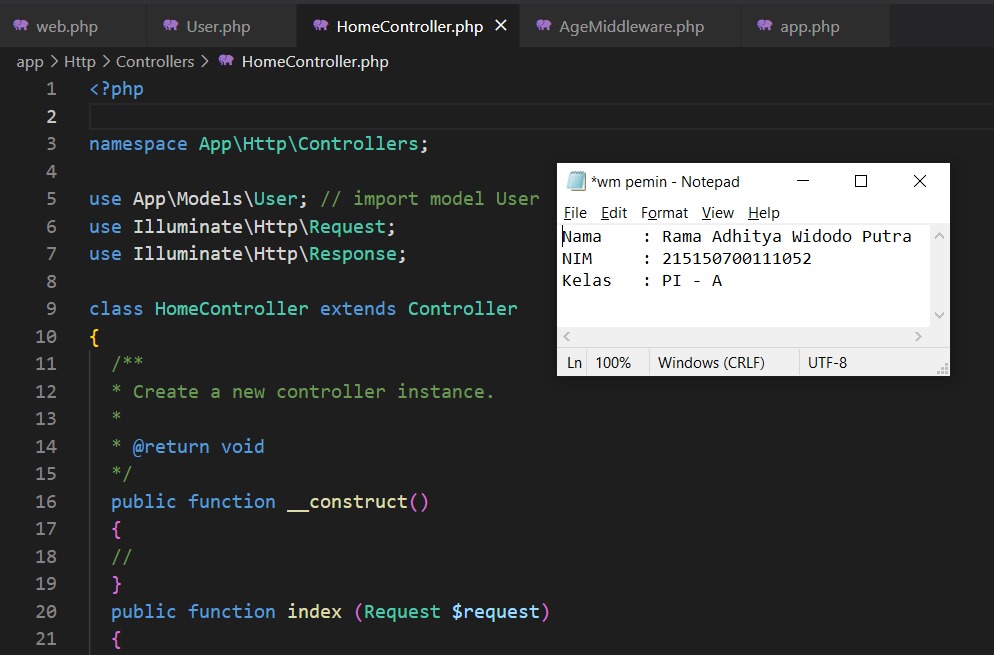 web.php User.php HomeController.php AgeMiddleware.php app.php
app > Http > Controllers > HomeController.php
1 <?php
2
3 namespace App\Http\Controllers;
4
5 use App\Models\User; // import model User
6 use Illuminate\Http\Request;
7 use Illuminate\Http\Response;
8
9 class HomeController extends Controller
10 {
11 /**
12 * Create a new controller instance.
13 *
14 * @return void
15 */
16 public function __construct()
17 {
18 //
19 }
20 public function index (Request $request)
21 {
*wm pemin - Notepad
File Edit Format View Help
Nama : Rama Adhitya Widodo Putra
NIM : 215150700111052
Kelas : PI - A
Ln 100% Windows (CRLF) UTF-8